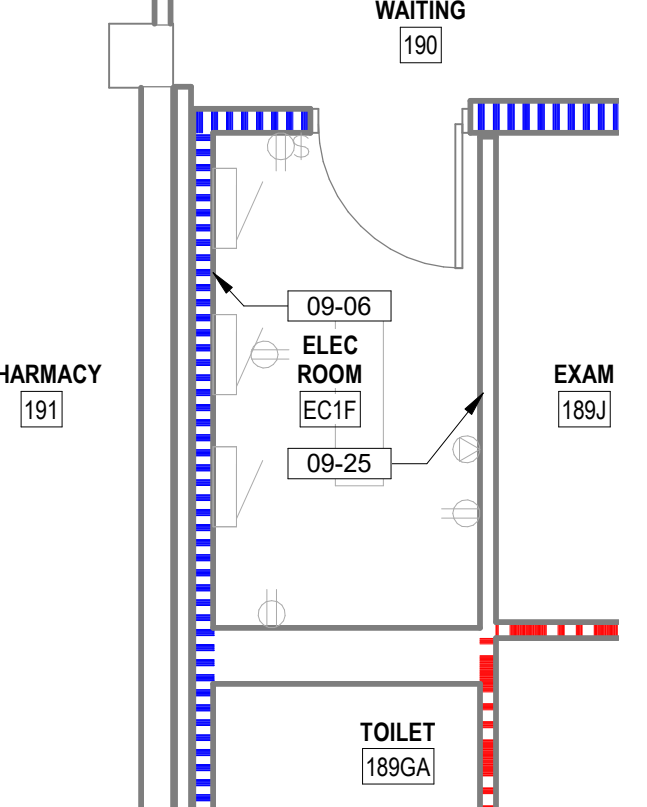 WAITING
190
09-06
ELEC
ROOM
EC1F
HARMACY
191
EXAM
189J
09-25
S
TOILET
189GA